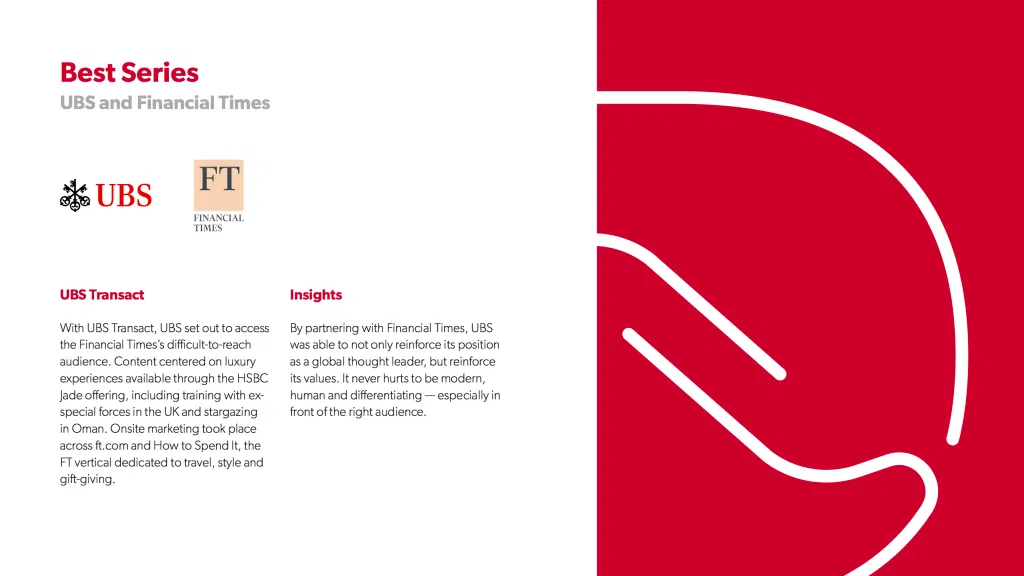 Best Series
UBS and Financial Times
UBS
FT
FINANCIAL
TIMES
UBS Transact
With UBS Transact, UBS set out to access
the Financial Times's difficult-to-reach
audience. Content centered on luxury
experiences available through the HSBC
Jade offering, including training with ex-
special forces in the UK and stargazing
in Oman. Onsite marketing took place
across ft.com and How to Spend It, the
FT vertical dedicated to travel, style and
gift-giving.
Insights
By partnering with Financial Times, UBS
was able to not only reinforce its position
as a global thought leader, but reinforce
its values. It never hurts to be modern,
human and differentiating — especially in
front of the right audience.